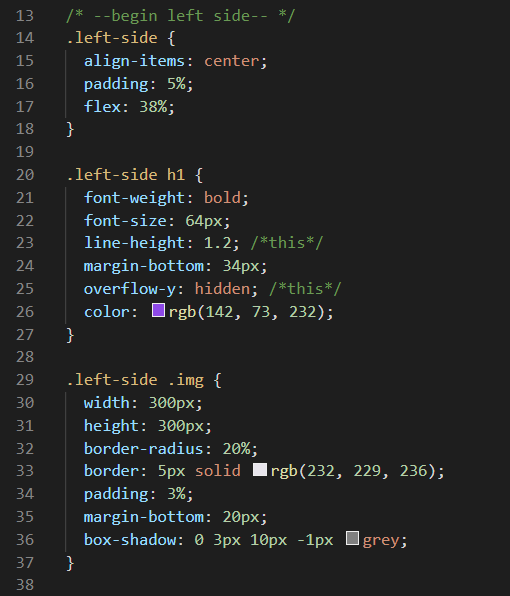 13 /* --begin left side-- */
14 .left-side {
15 align-items: center;
16 padding: 5%;
17 flex: 38%;
18 }
19
20 .left-side h1 {
21 font-weight: bold;
22 font-size: 64px;
23 line-height: 1.2; /*this*/
24 margin-bottom: 34px;
25 overflow-y: hidden; /*this*/
26 color: rgb(142, 73, 232);
27 }
28
29 .left-side .img {
30 width: 300px;
31 height: 300px;
32 border-radius: 20%;
33 border: 5px solid rgb(232, 229, 236);
34 padding: 3%;
35 margin-bottom: 20px;
36 box-shadow: 0 3px 10px -1px grey;
37 }
38